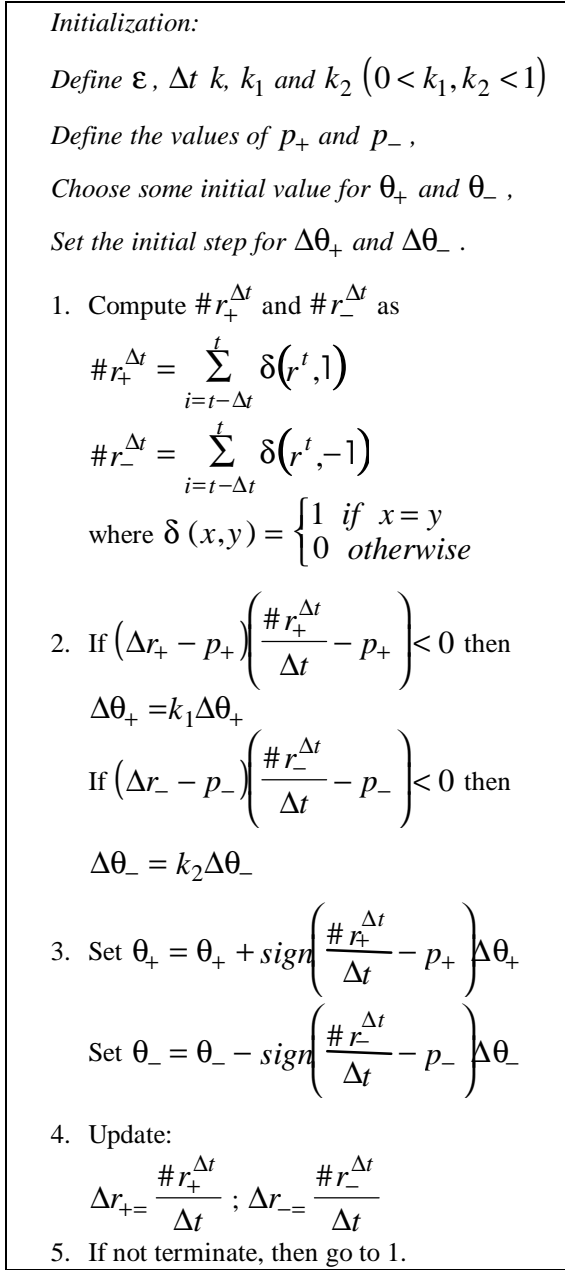 Initialization:
Define ε, Δt k, k₁ and k₂ (0 < k₁, k₂ < 1)
Define the values of p₊ and p₋ ,
Choose some initial value for θ₊ and θ₋ ,
Set the initial step for Δθ₊ and Δθ₋ .
1. Compute #r₊^Δt and #r₋^Δt as
#r₊^Δt = ∑_{i=t−Δt}^{t} δ(r^t,1)
#r₋^Δt = ∑_{i=t−Δt}^{t} δ(r^t,−1)
where δ (x,y) = {1 if x = y
0 otherwise
2. If (Δr₊ − p₊)(#r₊^Δt / Δt − p₊) < 0 then
Δθ₊ =k₁Δθ₊
If (Δr₋ − p₋)(#r₋^Δt / Δt − p₋) < 0 then
Δθ₋ = k₂Δθ₋
3. Set θ₊ = θ₊ + sign(#r₊^Δt / Δt − p₊)Δθ₊
Set θ₋ = θ₋ − sign(#r₋^Δt / Δt − p₋)Δθ₋
4. Update:
Δr₊₌ #r₊^Δt / Δt ; Δr₋₌ #r₋^Δt / Δt
5. If not terminate, then go to 1.